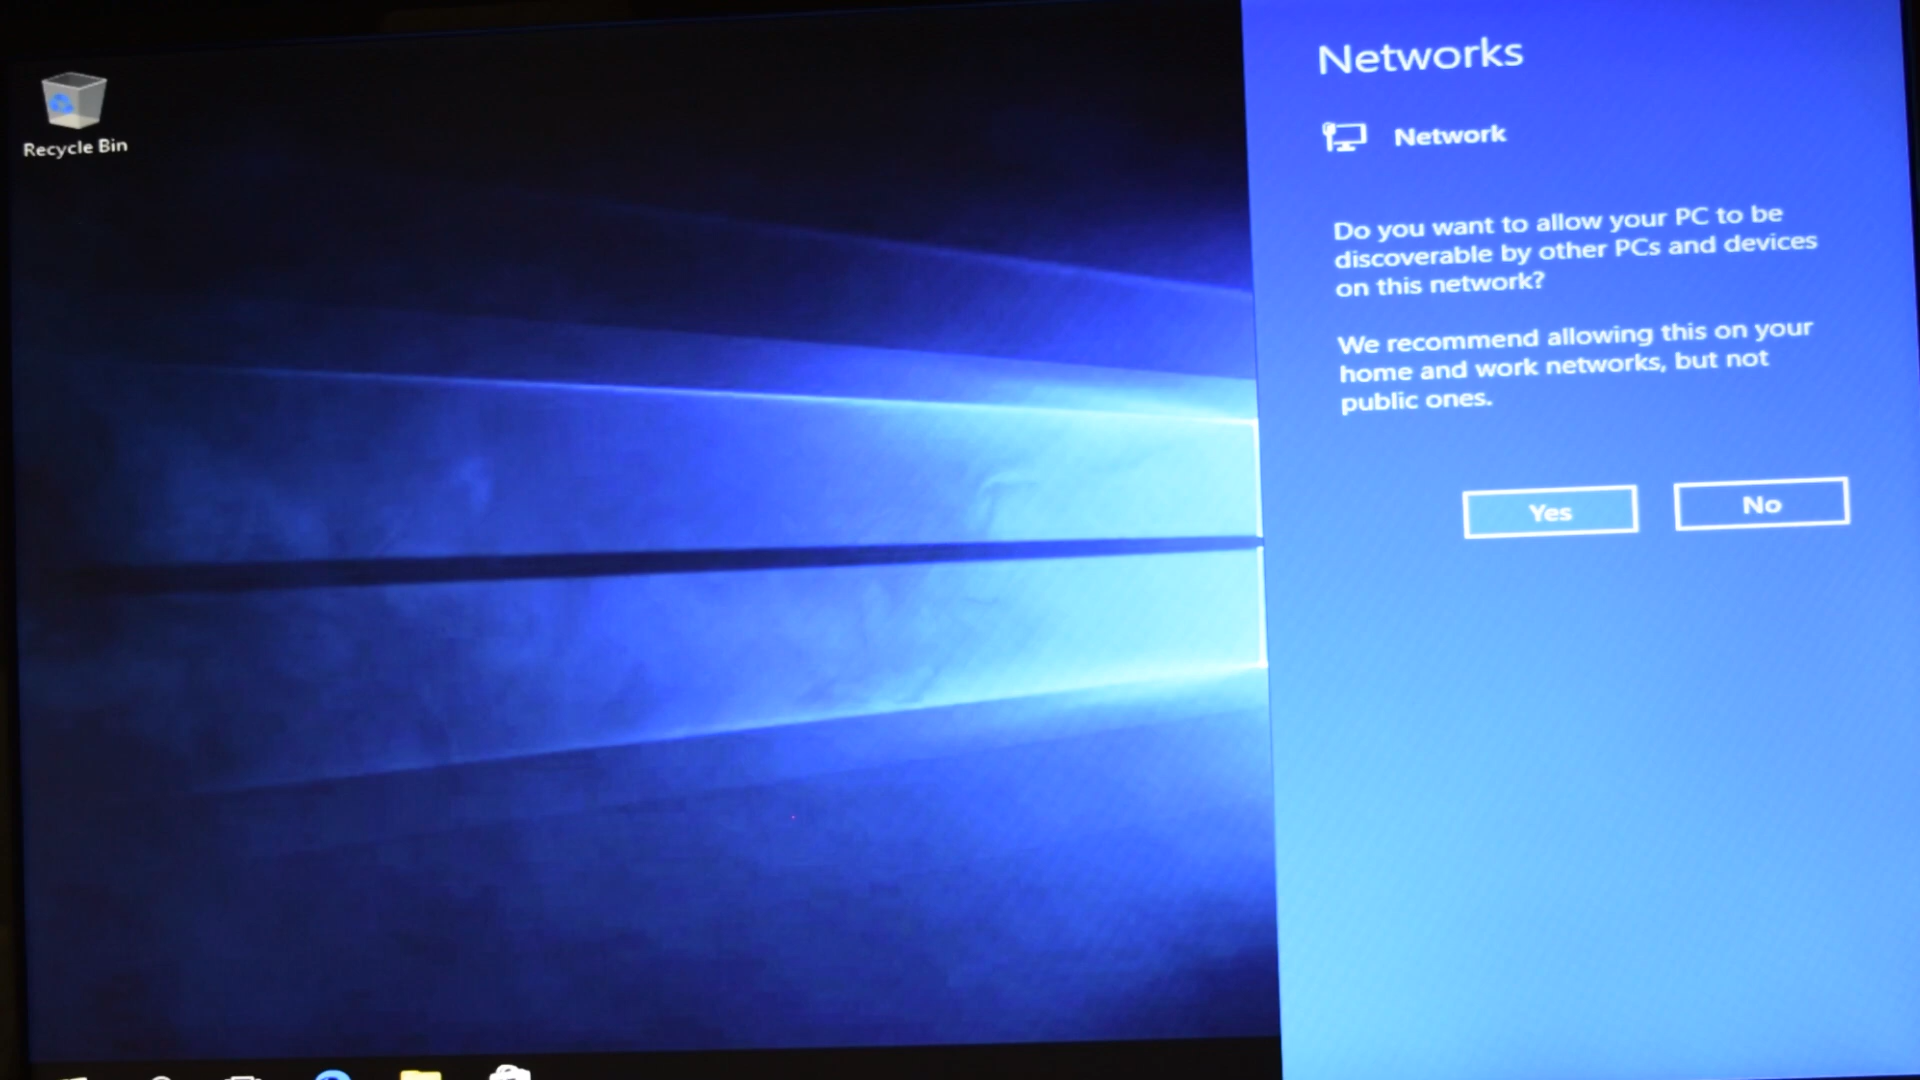 Recycle Bin
Networks
Network
Do you want to allow your PC to be
discoverable by other PCs and devices
on this network?
We recommend allowing this on your
home and work networks, but not
public ones.
Yes
No